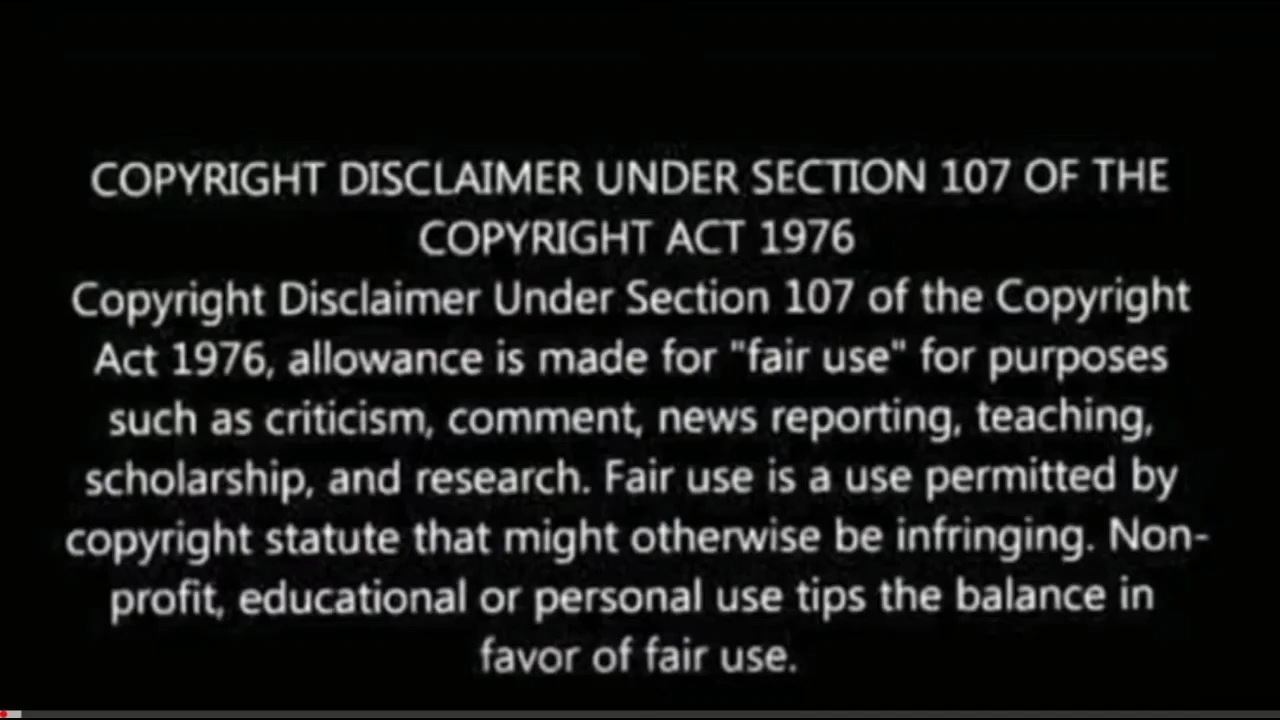 COPYRIGHT DISCLAIMER UNDER SECTION 107 OF THE
COPYRIGHT ACT 1976
Copyright Disclaimer Under Section 107 of the Copyright
Act 1976, allowance is made for "fair use" for purposes
such as criticism, comment, news reporting, teaching,
scholarship, and research. Fair use is a use permitted by
copyright statute that might otherwise be infringing. Non-
profit, educational or personal use tips the balance in
favor of fair use.